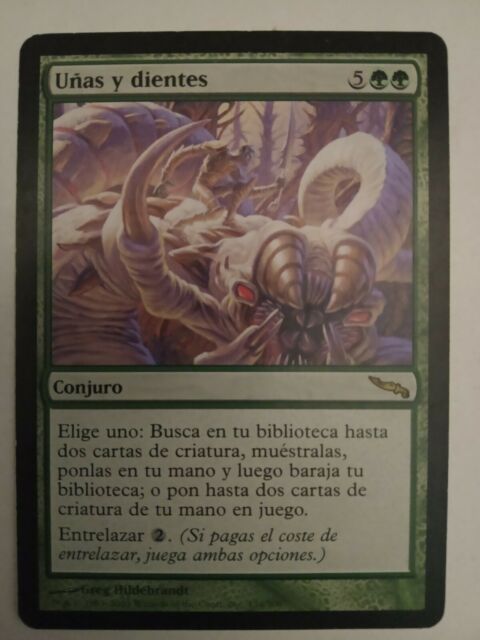 Uñas y dientes 5
Conjuro
Elige uno: Busca en tu biblioteca hasta
dos cartas de criatura, muéstralas,
ponlas en tu mano y luego baraja tu
biblioteca; o pon hasta dos cartas de
criatura de tu mano en juego.
Entrelazar 2. (Si pagas el coste de
entrelazar, juega ambas opciones.)
Greg Hildebrandt